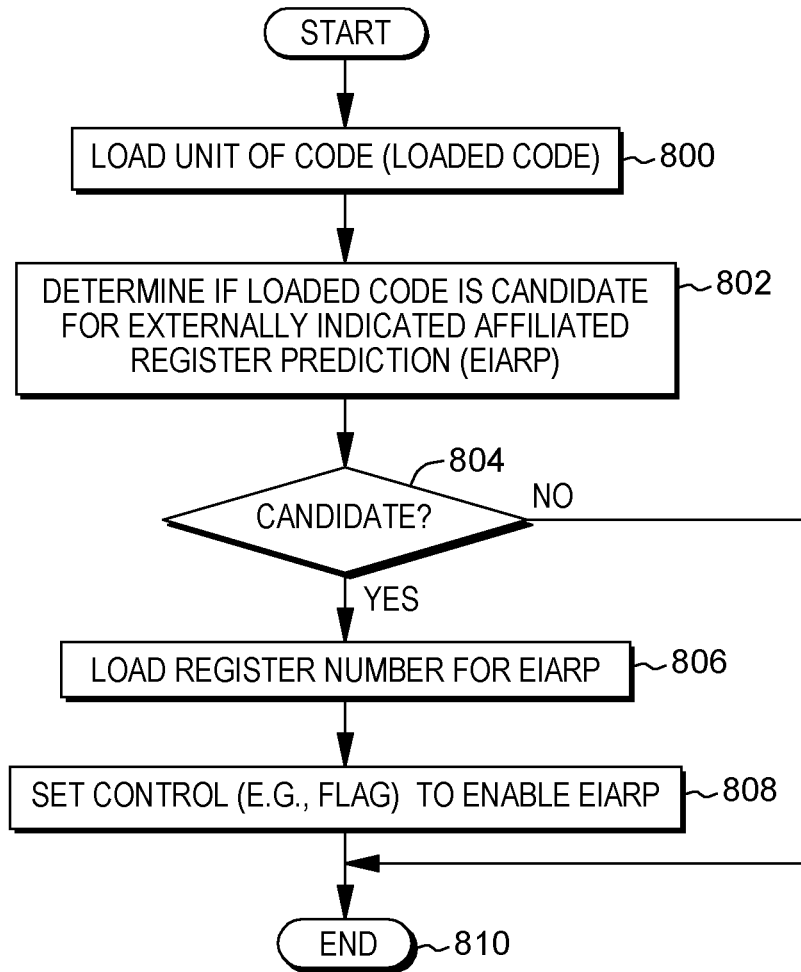 START
LOAD UNIT OF CODE (LOADED CODE)
800
DETERMINE IF LOADED CODE IS CANDIDATE
FOR EXTERNALLY INDICATED AFFILIATED
REGISTER PREDICTION (EIARP)
802
804
CANDIDATE?
NO
YES
LOAD REGISTER NUMBER FOR EIARP
806
SET CONTROL (E.G., FLAG) TO ENABLE EIARP
808
END
810